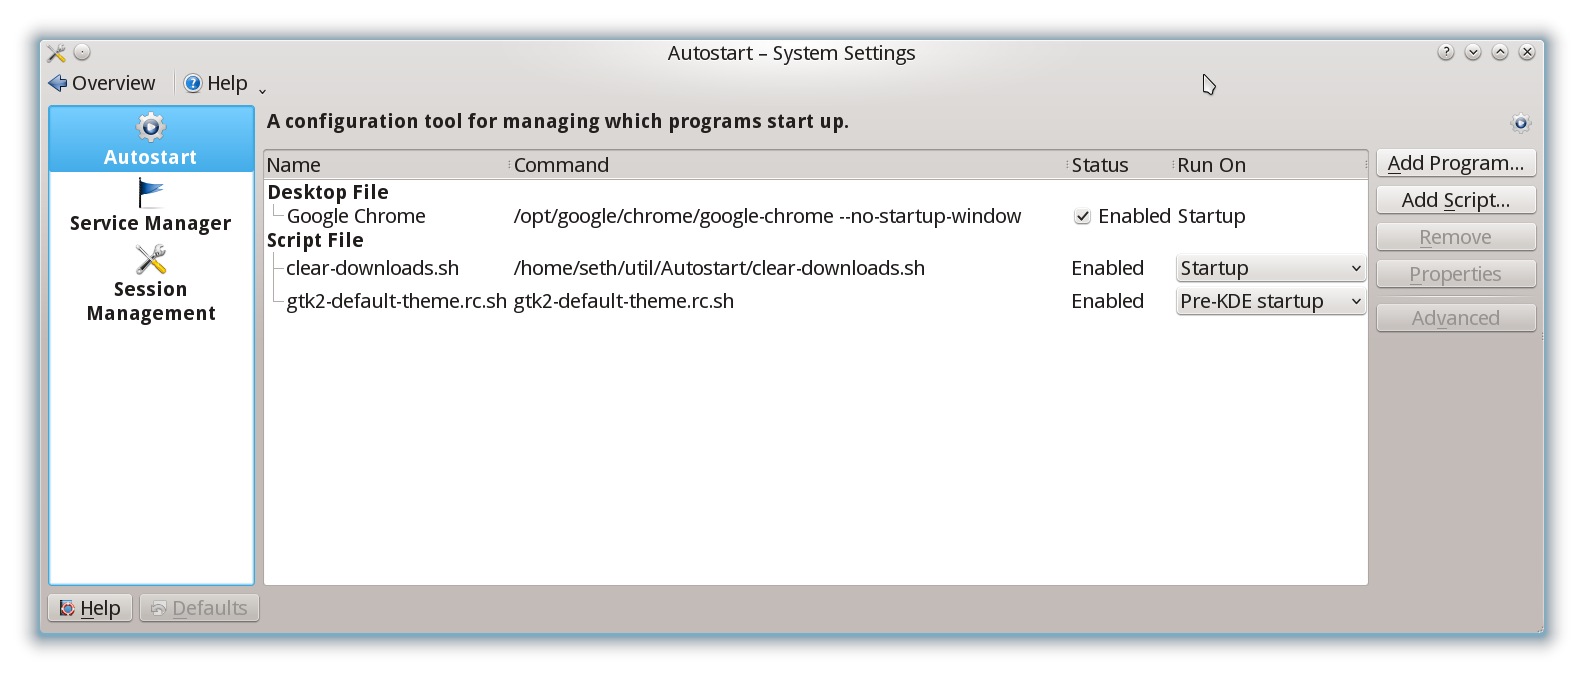 Autostart – System Settings
Overview
Help
Autostart
Service Manager
Session
Management
A configuration tool for managing which programs start up.
Name Command Status Run On
Desktop File
Google Chrome /opt/google/chrome/google-chrome --no-startup-window Enabled Startup
Script File
clear-downloads.sh /home/seth/util/Autostart/clear-downloads.sh Enabled Startup
gtk2-default-theme.rc.sh gtk2-default-theme.rc.sh Enabled Pre-KDE startup
Add Program...
Add Script...
Remove
Properties
Advanced
Help
Defaults